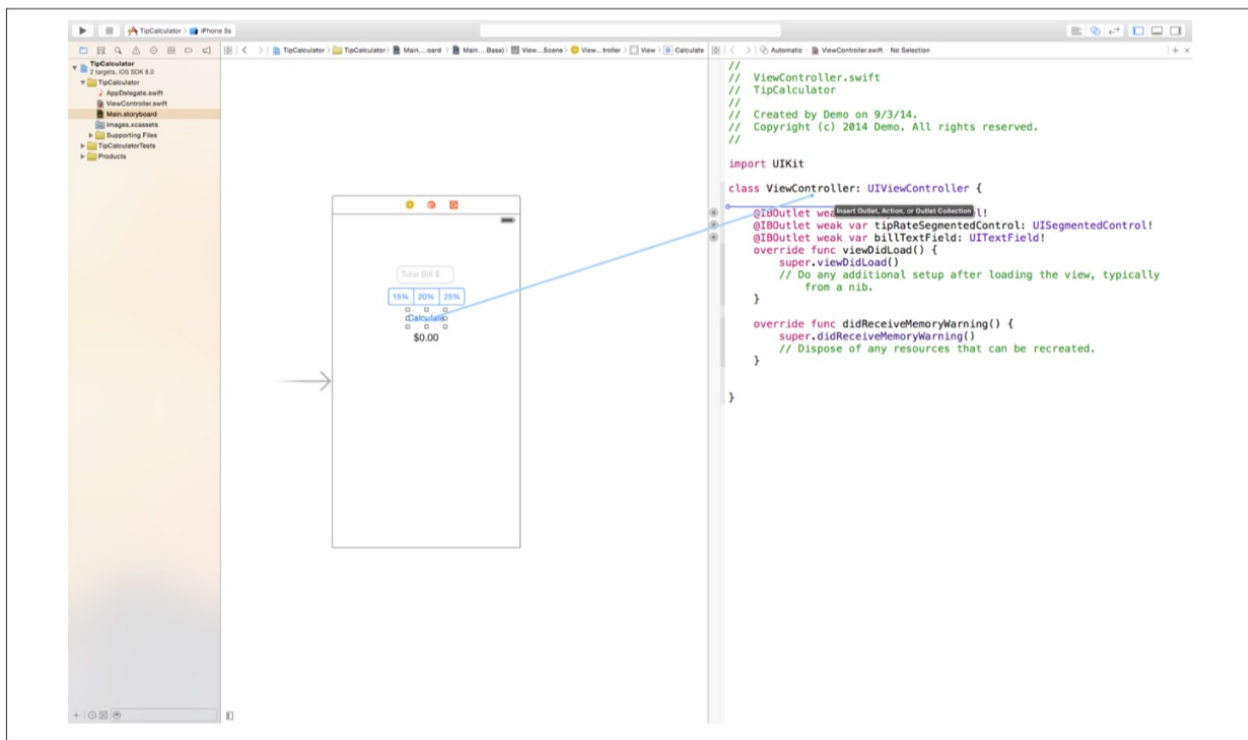 TipCalculator
iPhone 5s
TipCalculator
TipCalculator
Main....oard
Main....Base)
View...Scene
View...troller
View
Calculate
Automatic
ViewController.swift
No Selection
TipCalculator
2 targets, iOS SDK 8.0
TipCalculator
AppDelegate.swift
ViewController.swift
Main.storyboard
Images.xcassets
Supporting Files
TipCalculatorTests
Products
Total Bill $
15% 20% 25%
Calculate
$0.00
//
// ViewController.swift
// TipCalculator
//
// Created by Demo on 9/3/14.
// Copyright (c) 2014 Demo. All rights reserved.
//
import UIKit
class ViewController: UIViewController {
Insert Outlet, Action, or Outlet Collection
@IBOutlet weak l!
@IBOutlet weak var tipRateSegmentedControl: UISegmentedControl!
@IBOutlet weak var billTextField: UITextField!
override func viewDidLoad() {
super.viewDidLoad()
// Do any additional setup after loading the view, typically
from a nib.
}
override func didReceiveMemoryWarning() {
super.didReceiveMemoryWarning()
// Dispose of any resources that can be recreated.
}
}